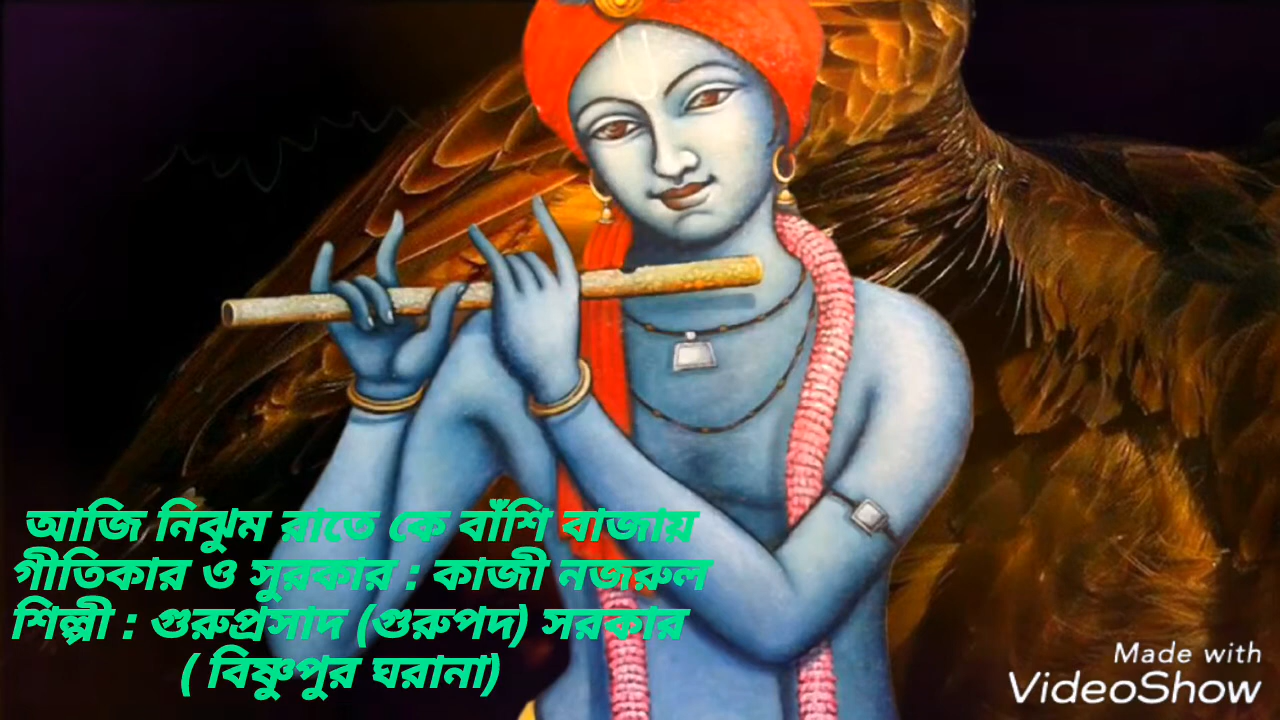 আজি নিঝুম রাতে কে বাঁশি বাজায়
গীতিকার ও সুরকার : কাজী নজরুল
শিল্পী : গুরুপ্রসাদ (গুরুপদ) সরকার
( বিষ্ণুপুর ঘরানা)
Made with
VideoShow